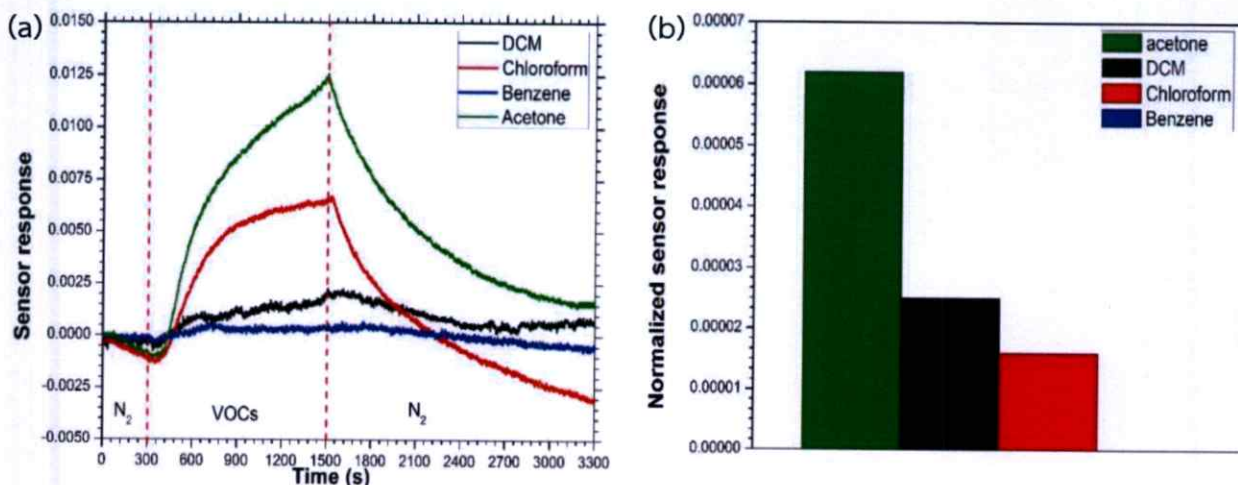 (a)
Sensor response
0.0150
0.0125
0.0100
0.0075
0.0050
0.0025
0.0000
-0.0025
-0.0050
DCM
Chloroform
Benzene
Acetone
N2
VOCs
N2
0 300 600 900 1200 1500 1800 2100 2400 2700 3000 3300
Time (s)
(b)
Normalized sensor response
0.00007
0.00006
0.00005
0.00004
0.00003
0.00002
0.00001
0.00000
acetone
DCM
Chloroform
Benzene